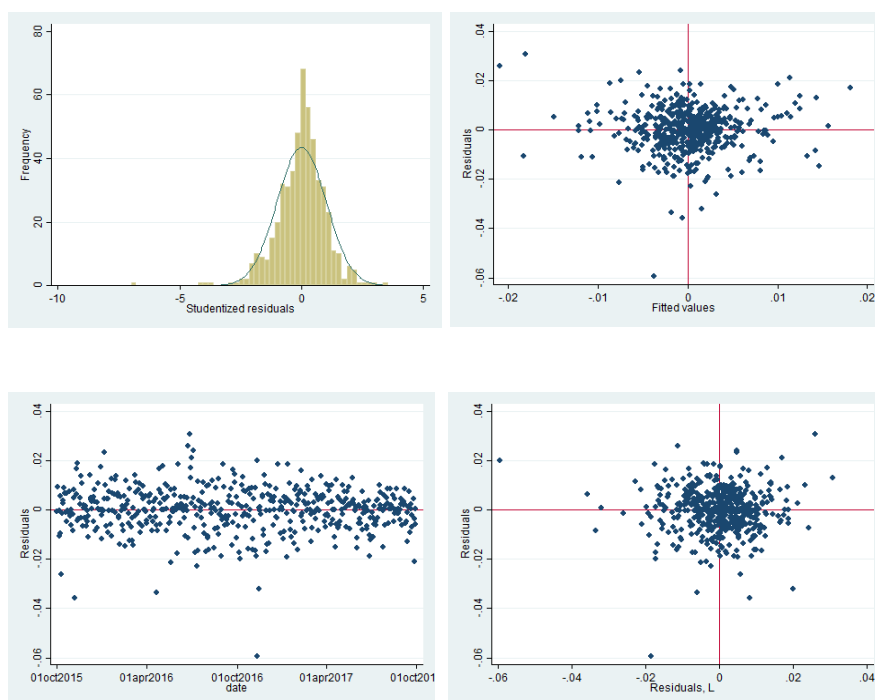 80
60
40
20
0
Frequency
-10
-5
0
5
Studentized residuals
.04
.02
0
-.02
-.04
-.06
Residuals
-.02
-.01
0
.01
.02
Fitted values
.04
.02
0
-.02
-.04
-.06
Residuals
01oct2015
01apr2016
01oct2016
01apr2017
01oct201
date
.04
.02
0
-.02
-.04
-.06
Residuals
-.06
-.04
-.02
0
.02
.04
Residuals, L